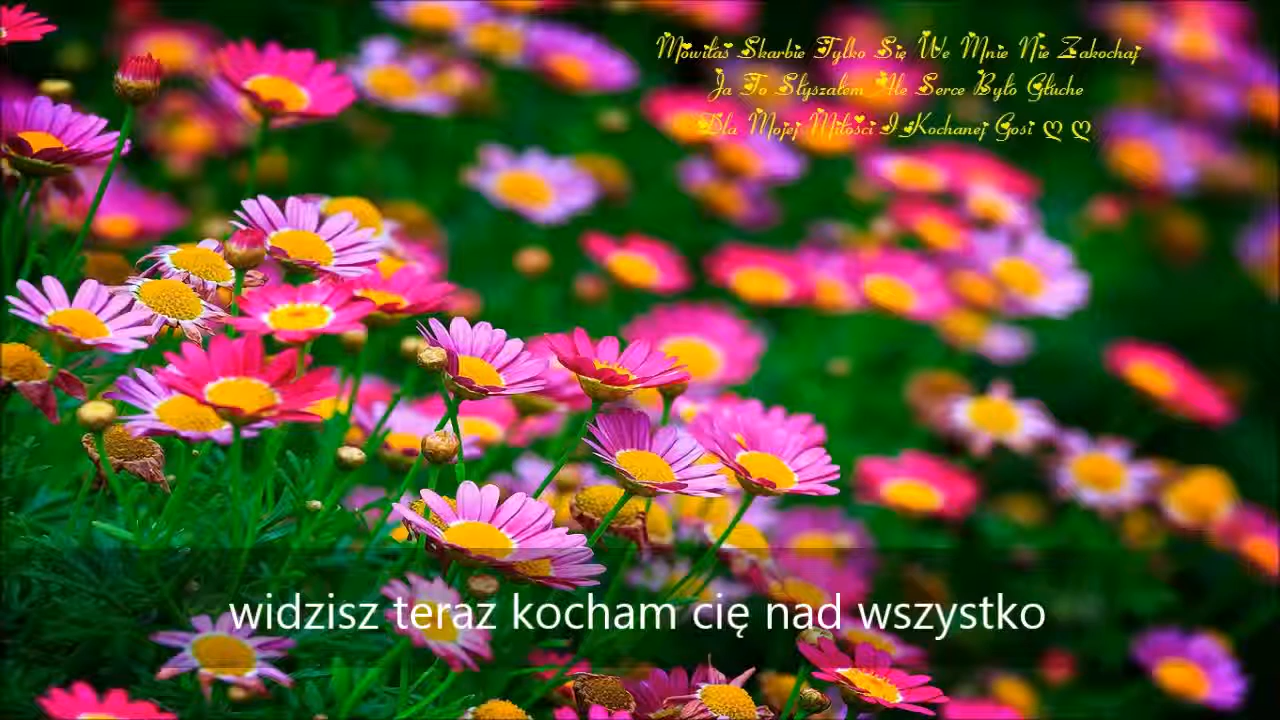 Mówiłaś Skarbie Tylko Się We Mnie Nie Zakochaj
Ja To Słyszałem Ale Serce Było Głuche
Dla Mojej Miłości I Kochanej Gosi ღ ღ
widzisz teraz kocham cię nad wszystko